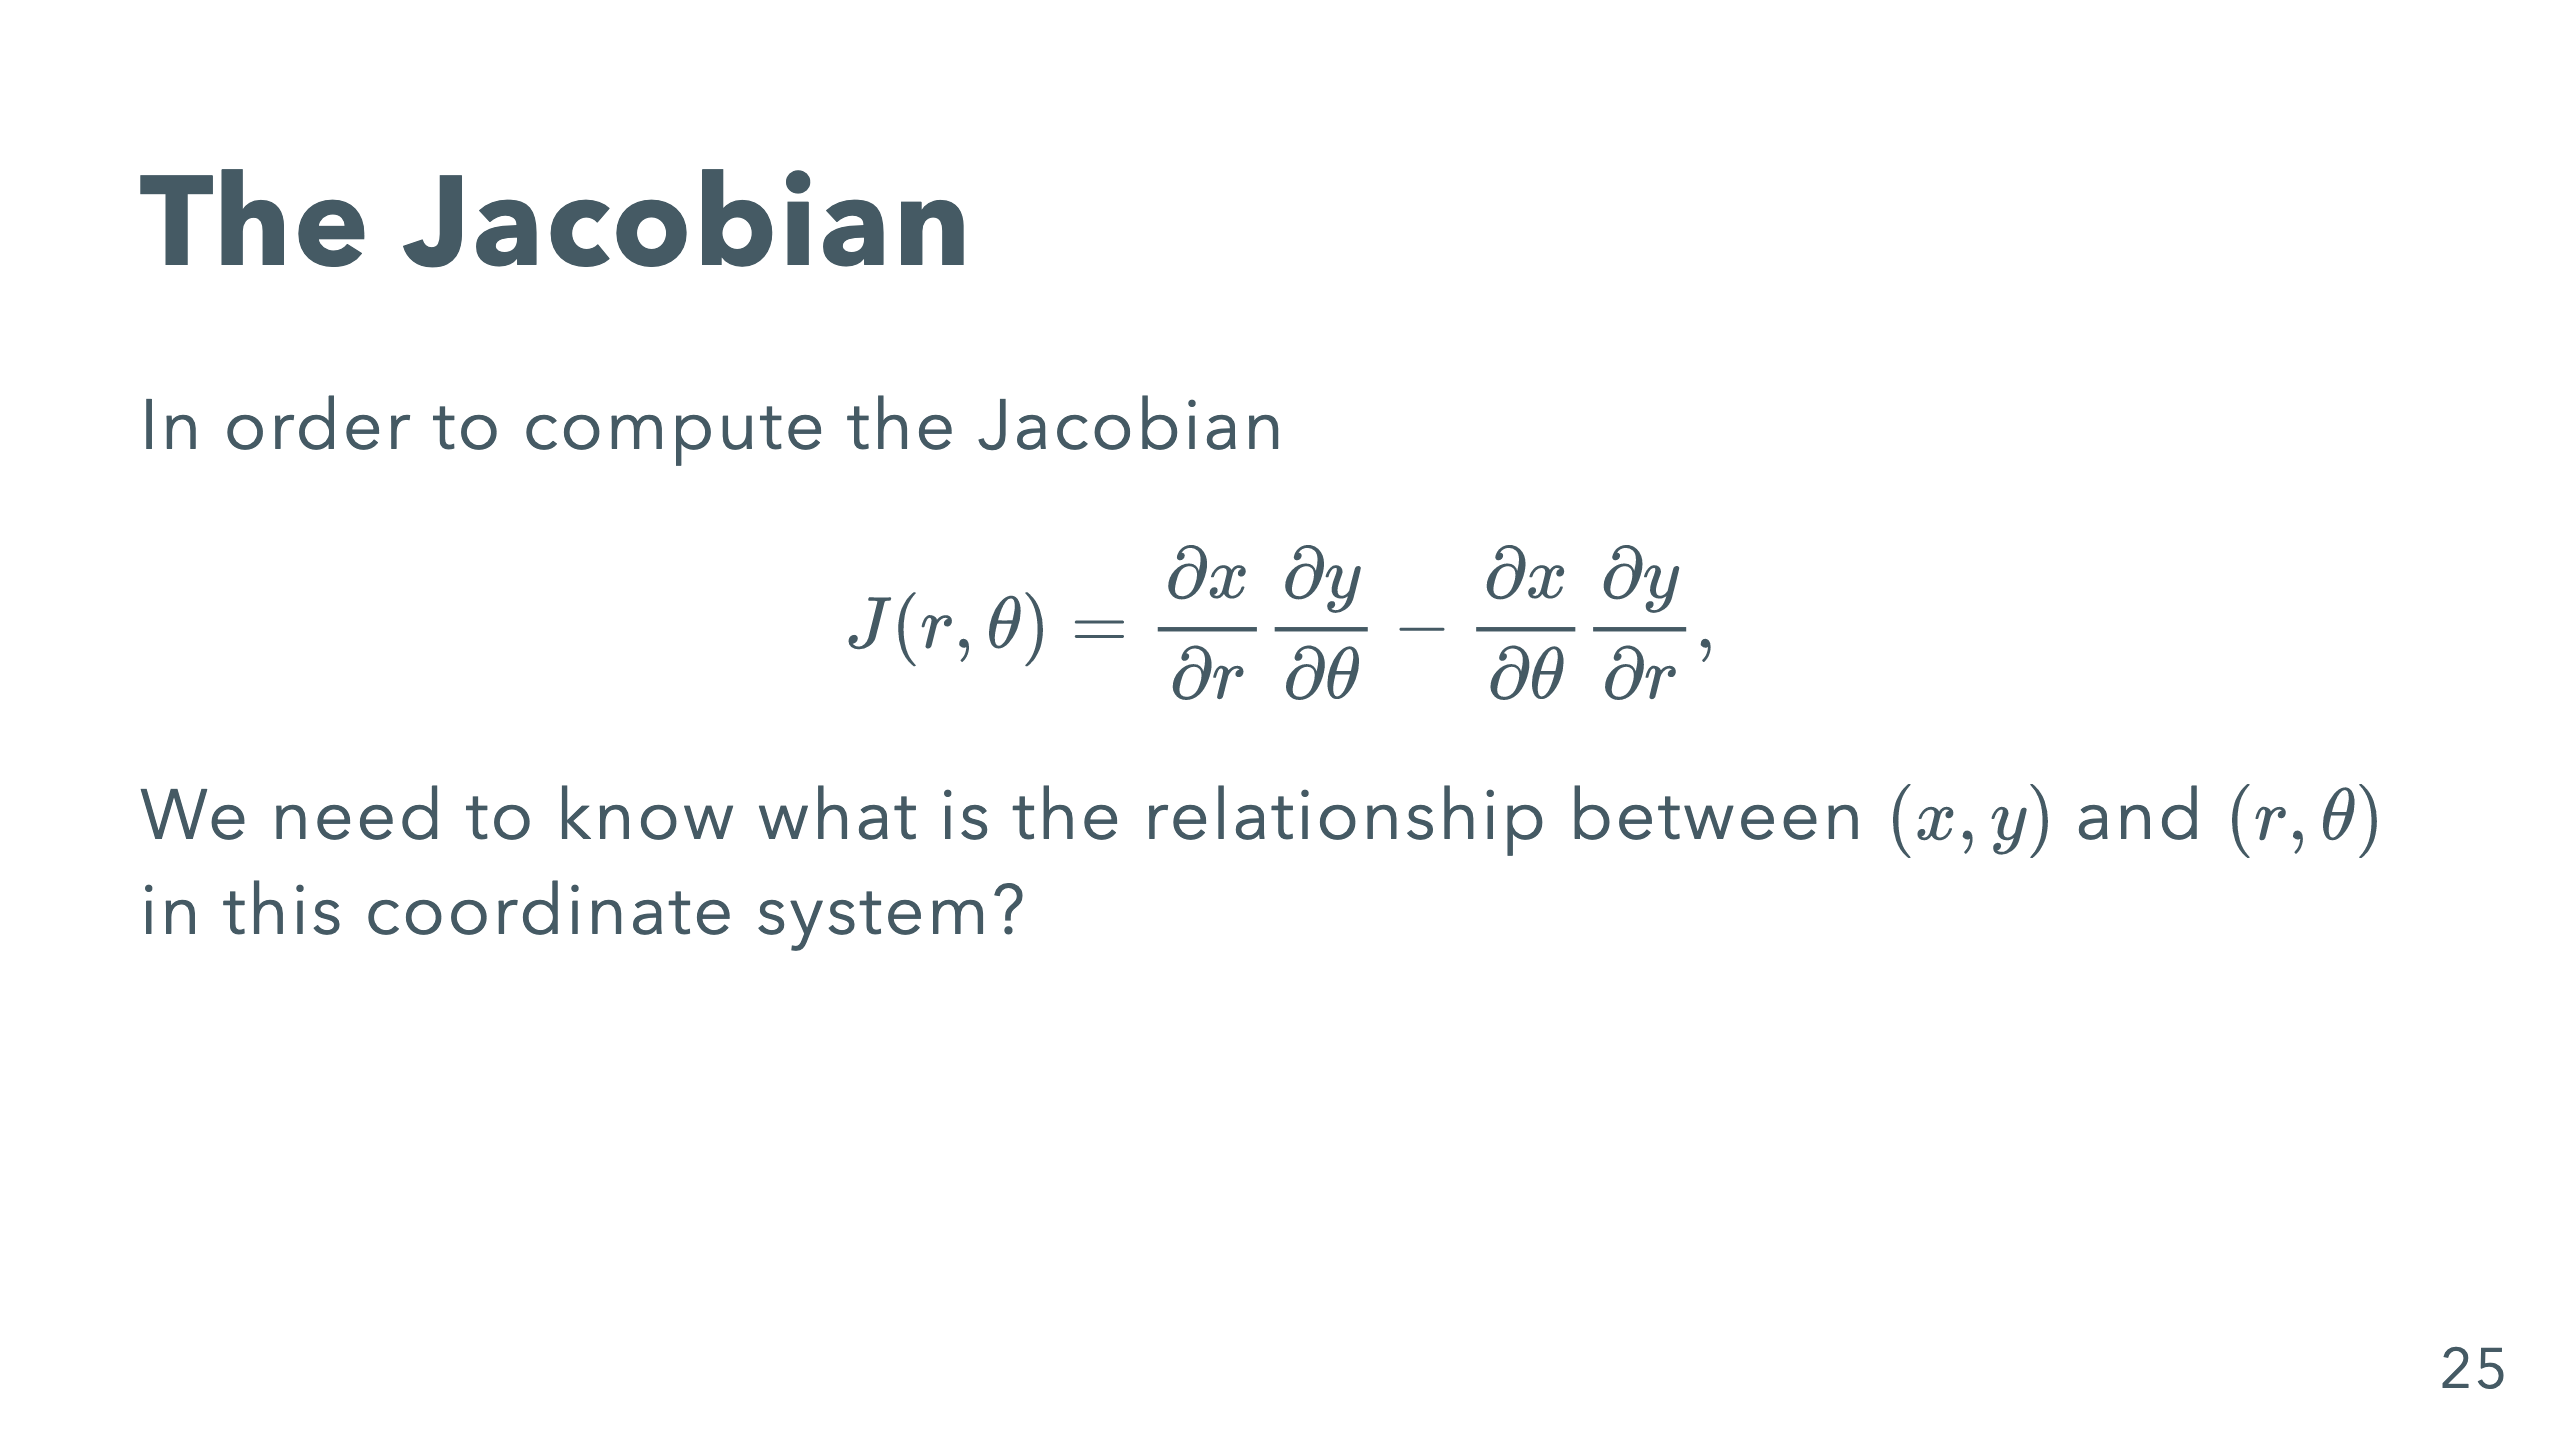 The Jacobian
In order to compute the Jacobian
J(r, θ) = ∂x/∂r ∂y/∂θ − ∂x/∂θ ∂y/∂r,
We need to know what is the relationship between (x, y) and (r, θ)
in this coordinate system?
25